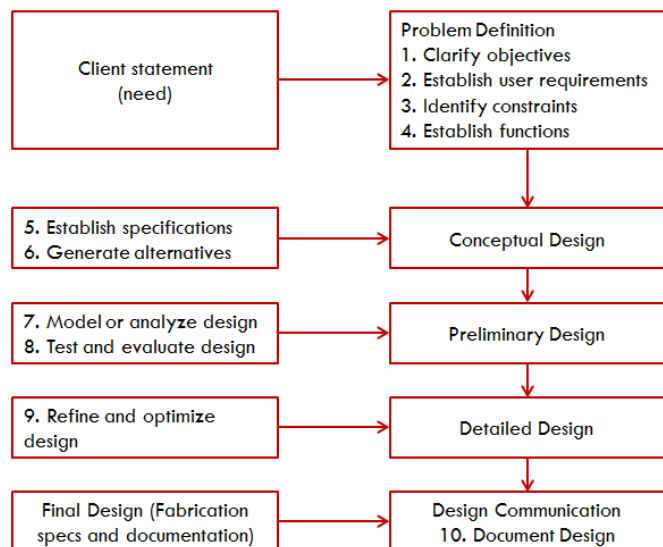 Client statement
(need)
Problem Definition
1. Clarify objectives
2. Establish user requirements
3. Identify constraints
4. Establish functions
5. Establish specifications
6. Generate alternatives
Conceptual Design
7. Model or analyze design
8. Test and evaluate design
Preliminary Design
9. Refine and optimize
design
Detailed Design
Final Design (Fabrication
specs and documentation)
Design Communication
10. Document Design